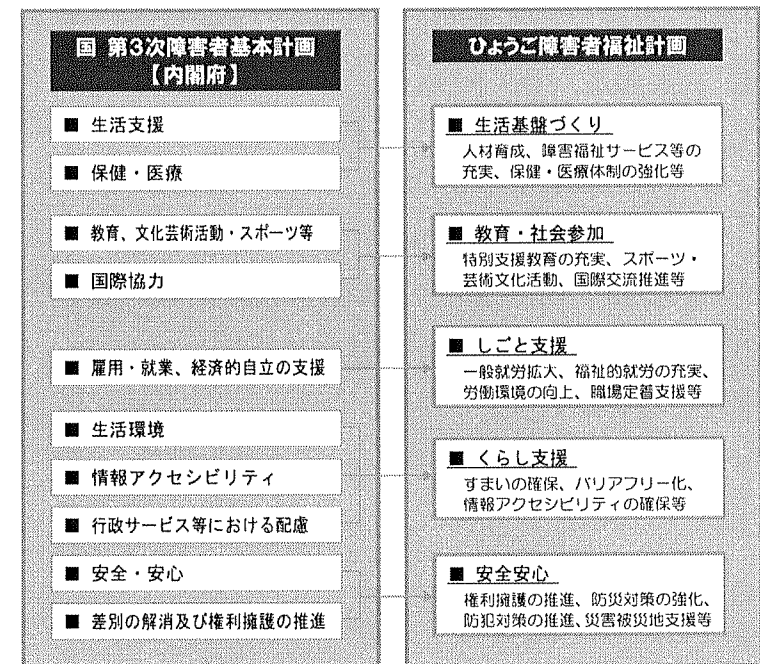 国 第3次障害者基本計画
【内閣府】
■ 生活支援
■ 保健・医療
■ 教育、文化芸術活動・スポーツ等
■ 国際協力
■ 雇用・就業、経済的自立の支援
■ 生活環境
■ 情報アクセシビリティ
■ 行政サービス等における配慮
■ 安全・安心
■ 差別の解消及び権利擁護の推進
ひょうご障害者福祉計画
■ 生活基盤づくり
人材育成、障害福祉サービス等の
充実、保健・医療体制の強化等
■ 教育・社会参加
特別支援教育の充実、スポーツ・
芸術文化活動、国際交流推進等
■ しごと支援
一般就労拡大、福祉的就労の充実、
労働環境の向上、職場定着支援等
■ くらし支援
すまいの確保、バリアフリー化、
情報アクセシビリティの確保等
■ 安全安心
権利擁護の推進、防災対策の強化、
防犯対策の推進、災害被災地支援等